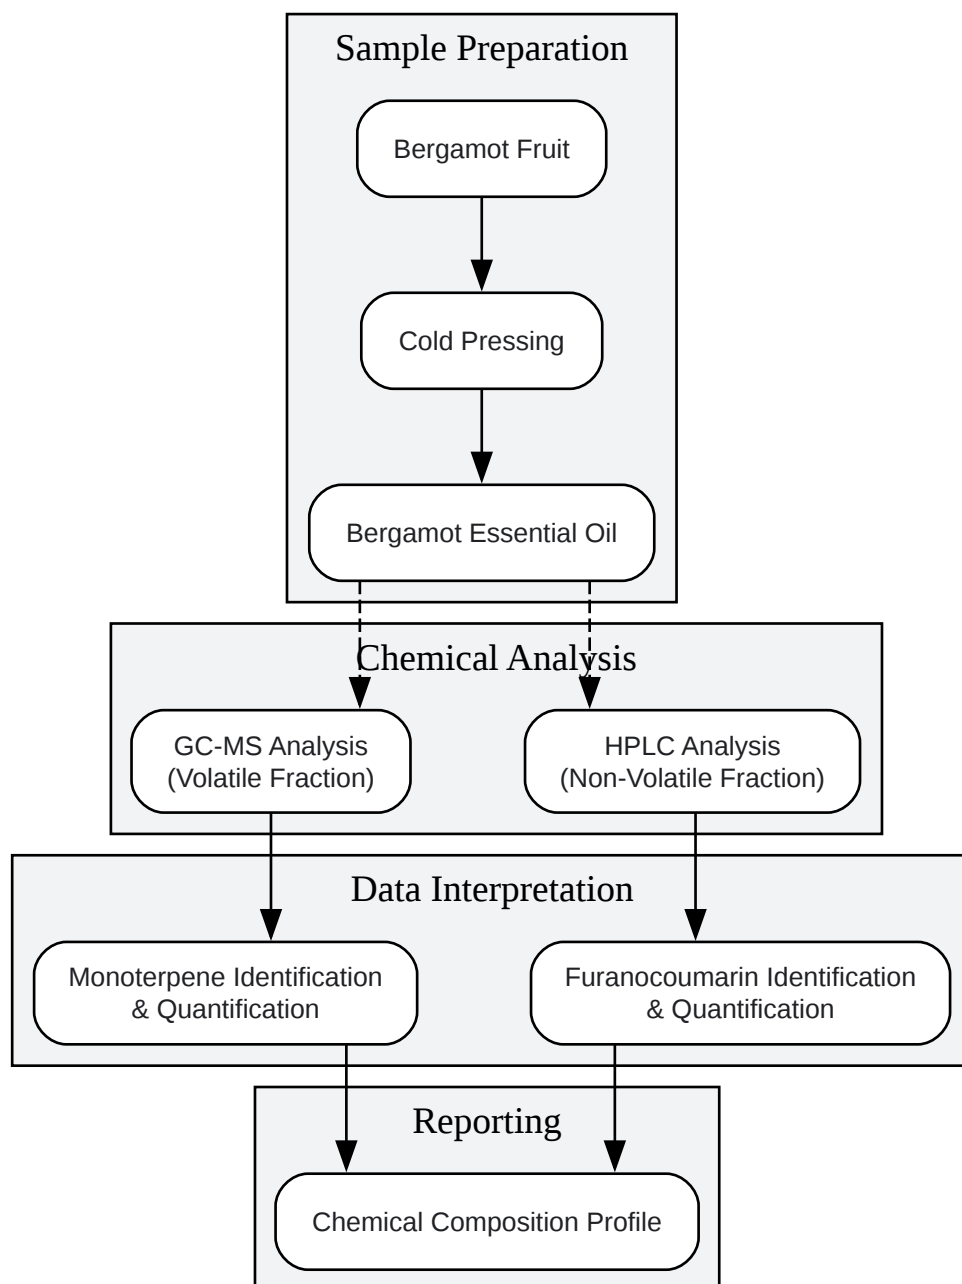 Sample Preparation
Bergamot Fruit
Cold Pressing
Bergamot Essential Oil
Chemical Analysis
GC-MS Analysis
(Volatile Fraction)
HPLC Analysis
(Non-Volatile Fraction)
Data Interpretation
Monoterpene Identification
& Quantification
Furanocoumarin Identification
& Quantification
Reporting
Chemical Composition Profile